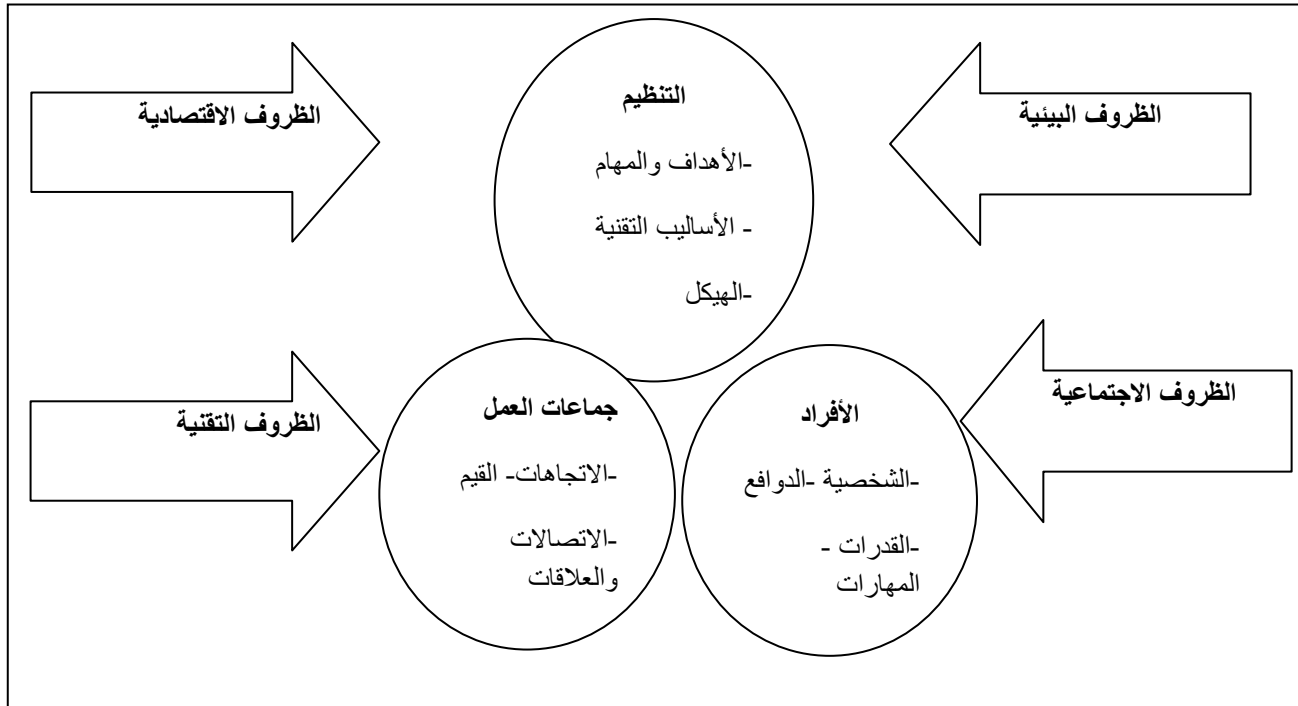 الظروف البيئية
التنظيم
-الأهداف والمهام
- الأساليب التقنية
-الهيكل
الظروف الاقتصادية
الظروف الاجتماعية
الأفراد
-الشخصية -الدوافع
-القدرات -
المهارات
جماعات العمل
-الاتجاهات- القيم
-الاتصالات
والعلاقات
الظروف التقنية